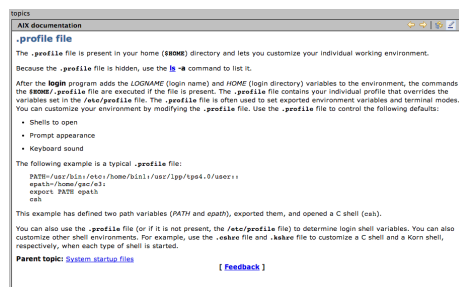 topics
AIX documentation
.profile file
The .profile file is present in your home ($HOME) directory and lets you customize your individual working environment.
Because the .profile file is hidden, use the ls -a command to list it.
After the login program adds the LOGNAME (login name) and HOME (login directory) variables to the environment, the commands in
the $HOME/.profile file are executed if the file is present. The .profile file contains your individual profile that overrides the
variables set in the /etc/profile file. The .profile file is often used to set exported environment variables and terminal modes.
You can customize your environment by modifying the .profile file. Use the .profile file to control the following defaults:
• Shells to open
• Prompt appearance
• Keyboard sound
The following example is a typical .profile file:
PATH=/usr/bin:/etc:/home/bin1:/usr/lpp/tps4.0/user::
epath=/home/gsc/e3:
export PATH epath
csh
This example has defined two path variables (PATH and epath), exported them, and opened a C shell (csh).
You can also use the .profile file (or if it is not present, the /etc/profile file) to determine login shell variables. You can also
customize other shell environments. For example, use the .cshrc file and .kshrc file to customize a C shell and a Korn shell,
respectively, when each type of shell is started.
Parent topic: System startup files
[ Feedback ]